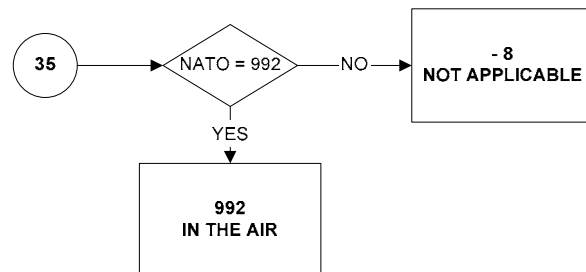 35
NATO = 992
NO
- 8
NOT APPLICABLE
YES
992
IN THE AIR